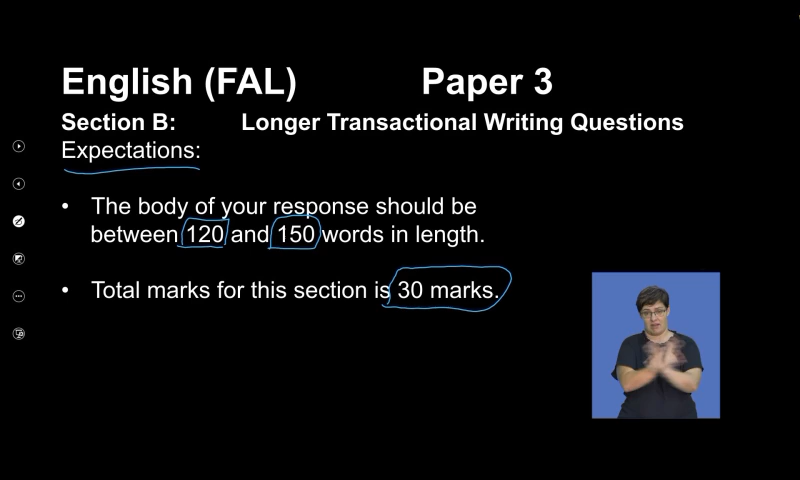 English (FAL) Paper 3
Section B: Longer Transactional Writing Questions
Expectations:
• The body of your response should be
between 120 and 150 words in length.
• Total marks for this section is 30 marks.